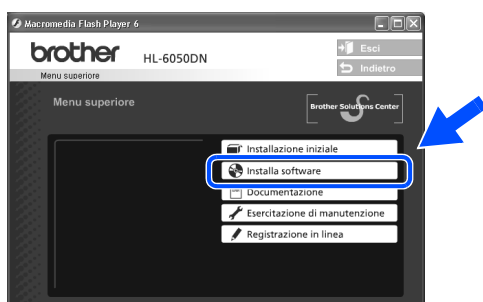 Macromedia Flash Player 6
brother
HL-6050DN
Esci
Indietro
Menu superiore
Menu superiore
Brother Solutions Center
Installazione iniziale
Installa software
Documentazione
Esercitazione di manutenzione
Registrazione in linea